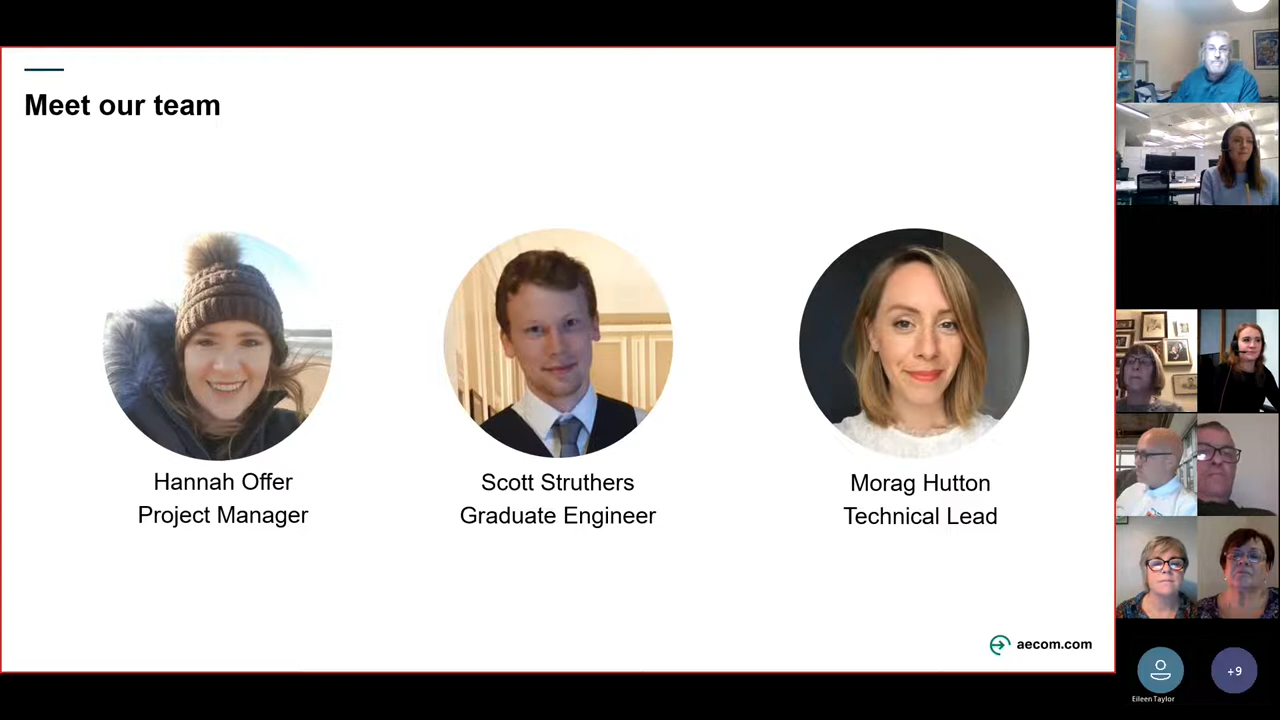 Meet our team
Hannah Offer
Project Manager
Scott Struthers
Graduate Engineer
Morag Hutton
Technical Lead
aecom.com
Eileen Taylor
+9